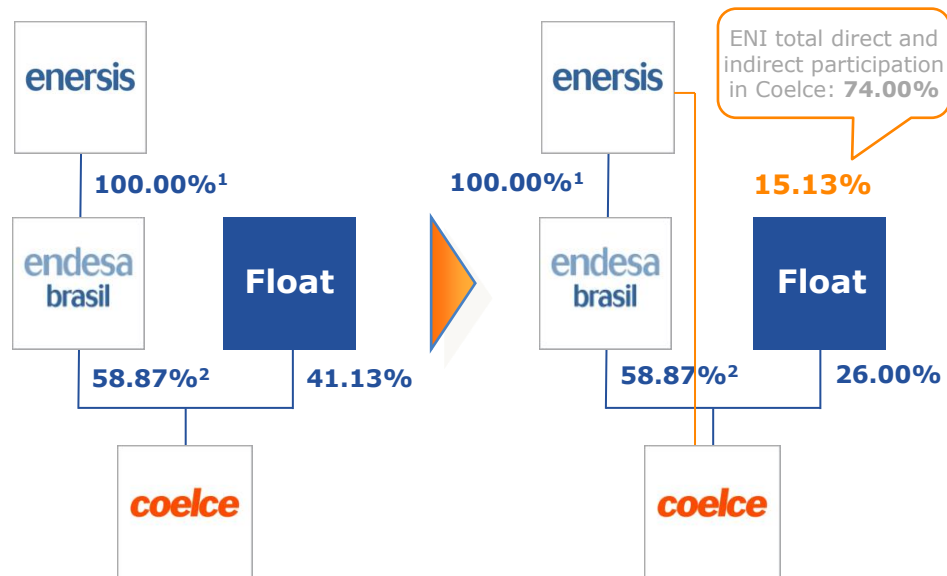 enersis
100.00%¹
endesa
brasil
Float
58.87%²
41.13%
coelce
enersis
ENI total direct and
indirect participation
in Coelce: 74.00%
100.00%¹
15.13%
endesa
brasil
Float
58.87%²
26.00%
coelce